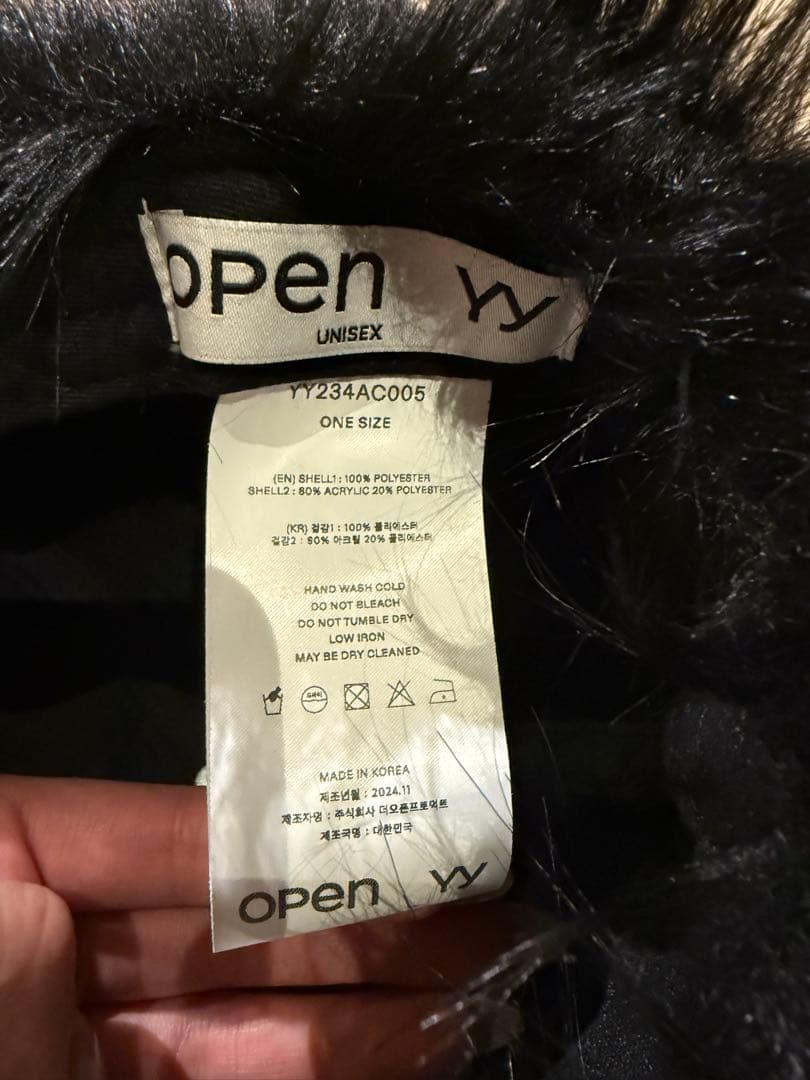 open YY
UNISEX
YY234AC005
ONE SIZE
(EN) SHELL1 : 100% POLYESTER
SHELL2 : 80% ACRYLIC 20% POLYESTER
(KR) 겉감1 : 100% 폴리에스터
겉감2 : 80% 아크릴 20% 폴리에스터
HAND WASH COLD
DO NOT BLEACH
DO NOT TUMBLE DRY
LOW IRON
MAY BE DRY CLEANED
드라이
MADE IN KOREA
제조년월 : 2024.11
제조자명 : 주식회사 더오픈프로덕트
제조국명 : 대한민국
open YY